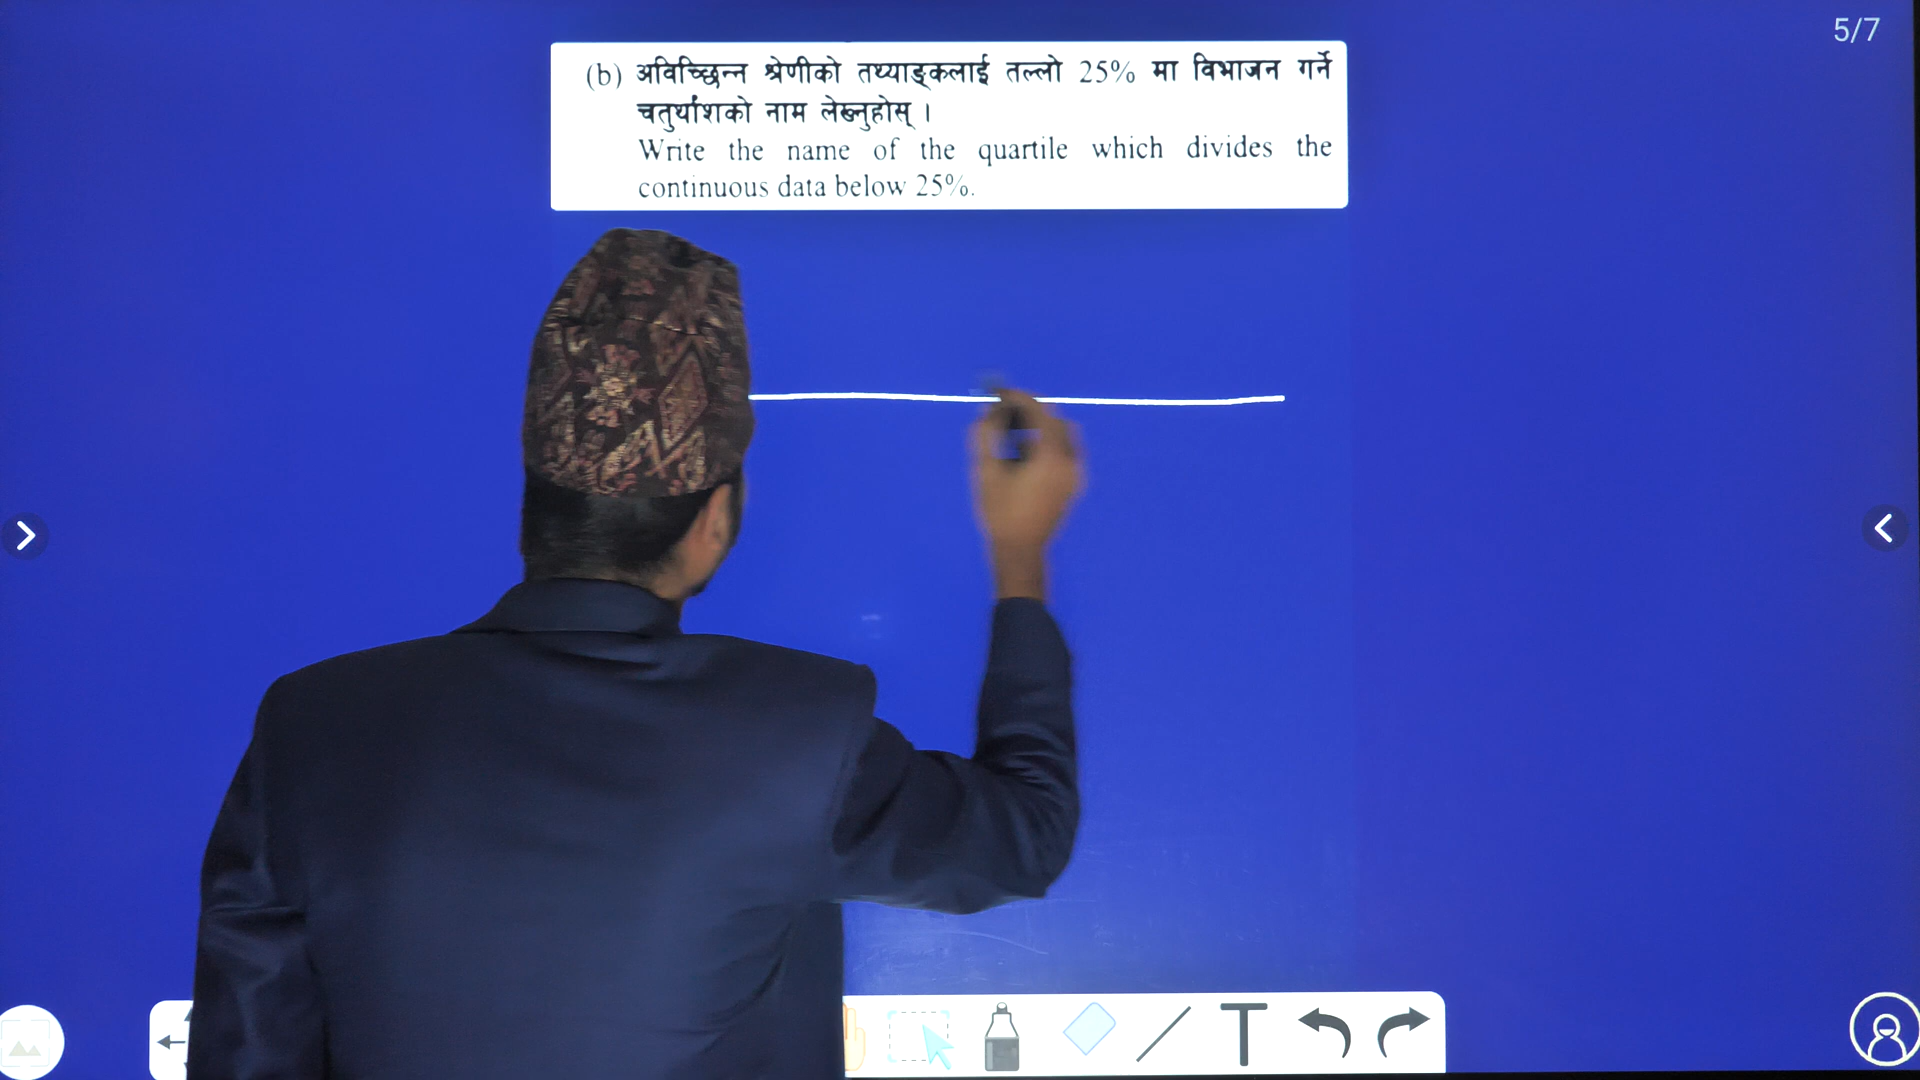 5/7
(b) अविच्छिन्न श्रेणीको तथ्याङ्कलाई तल्लो 25% मा विभाजन गर्ने
चतुर्थांशको नाम लेख्नुहोस् ।
Write the name of the quartile which divides the
continuous data below 25%.
T